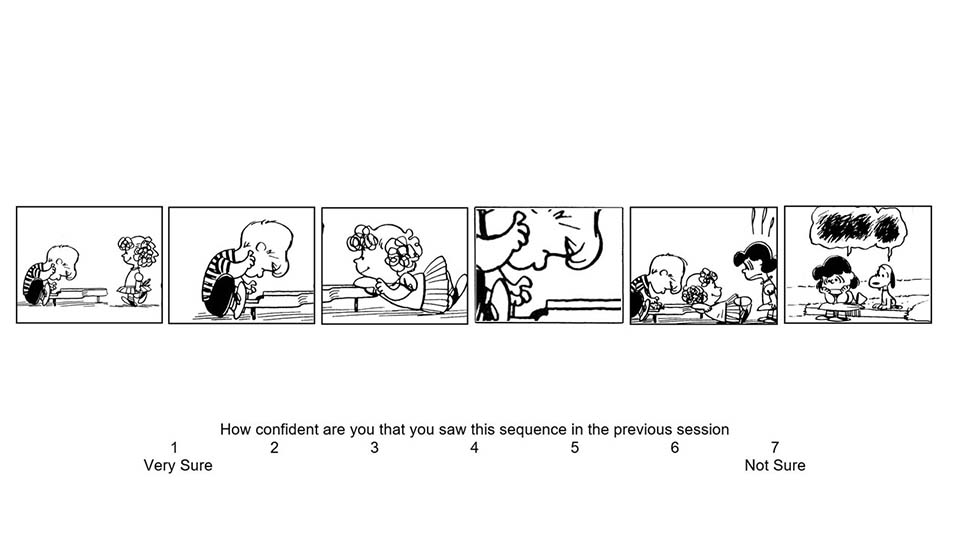 How confident are you that you saw this sequence in the previous session
1 2 3 4 5 6 7
Very Sure Not Sure